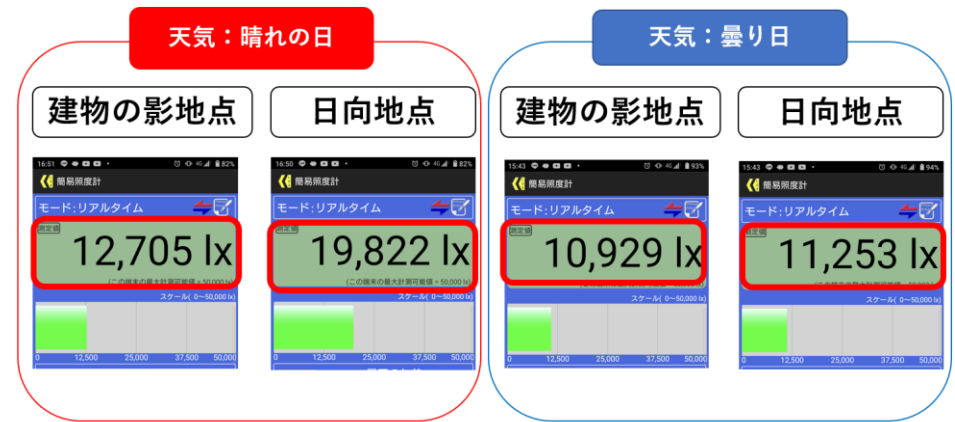 天気：晴れの日
天気：曇り日
建物の影地点
日向地点
建物の影地点
日向地点
16:51
4G
82%
簡易照度計
モード:リアルタイム
測定値
12,705 lx
(この端末の最大計測可能値 = 50,000 lx)
スケール( 0～50,000 lx)
0 12,500 25,000 37,500 50,000
16:50
4G
82%
簡易照度計
モード:リアルタイム
測定値
19,822 lx
(この端末の最大計測可能値 = 50,000 lx)
スケール( 0～50,000 lx)
0 12,500 25,000 37,500 50,000
15:43
4G
93%
簡易照度計
モード:リアルタイム
測定値
10,929 lx
スケール( 0～50,000 lx)
0 12,500 25,000 37,500 50,000
15:43
4G
94%
簡易照度計
モード:リアルタイム
測定値
11,253 lx
スケール( 0～50,000 lx)
0 12,500 25,000 37,500 50,000